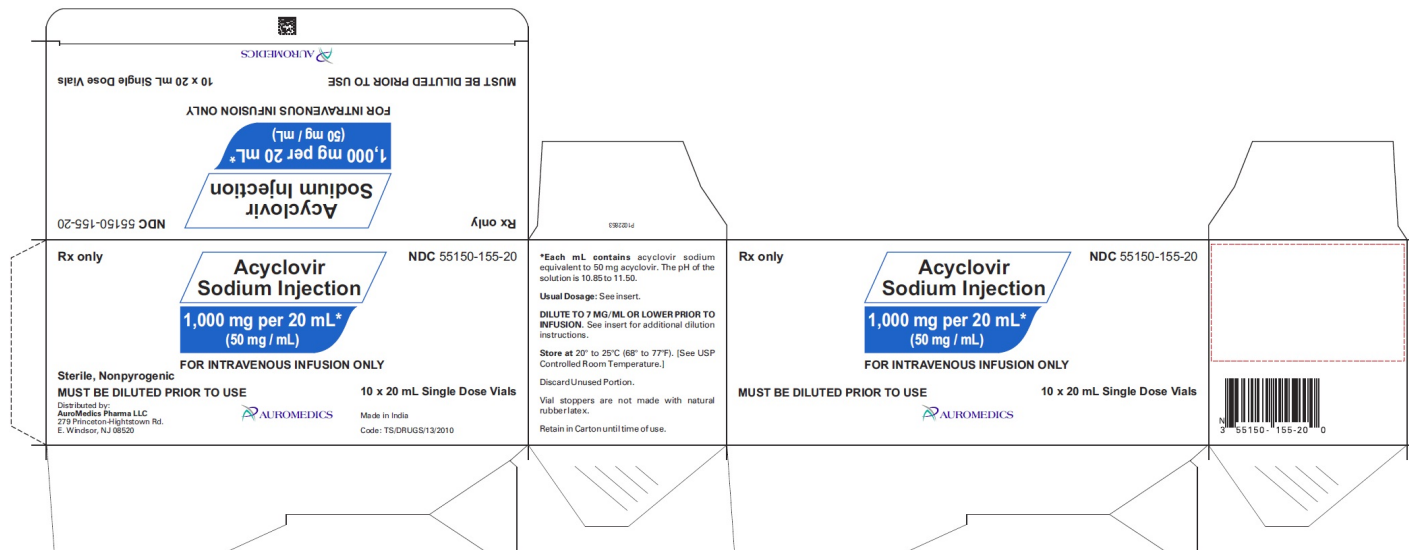 AUROMEDICS
MUST BE DILUTED PRIOR TO USE
10 x 20 mL Single Dose Vials
FOR INTRAVENOUS INFUSION ONLY
1,000 mg per 20 mL*
(50 mg / mL)
Acyclovir
Sodium Injection
Rx only
NDC 55150-155-20
P1422853
Rx only
NDC 55150-155-20
Acyclovir
Sodium Injection
1,000 mg per 20 mL*
(50 mg / mL)
FOR INTRAVENOUS INFUSION ONLY
Sterile, Nonpyrogenic
MUST BE DILUTED PRIOR TO USE
10 x 20 mL Single Dose Vials
Distributed by:
AuroMedics Pharma LLC
279 Princeton-Hightstown Rd.
E. Windsor, NJ 08520
AUROMEDICS
Made in India
Code: TS/DRUGS/13/2010
*Each mL contains acyclovir sodium
equivalent to 50 mg acyclovir. The pH of the
solution is 10.85 to 11.50.
Usual Dosage: See insert.
DILUTE TO 7 MG/ML OR LOWER PRIOR TO
INFUSION. See insert for additional dilution
instructions.
Store at 20° to 25°C (68° to 77°F). [See USP
Controlled Room Temperature.]
Discard Unused Portion.
Vial stoppers are not made with natural
rubber latex.
Retain in Carton until time of use.
Rx only
NDC 55150-155-20
Acyclovir
Sodium Injection
1,000 mg per 20 mL*
(50 mg / mL)
FOR INTRAVENOUS INFUSION ONLY
MUST BE DILUTED PRIOR TO USE
10 x 20 mL Single Dose Vials
AUROMEDICS
N
3 55150-155-20 0